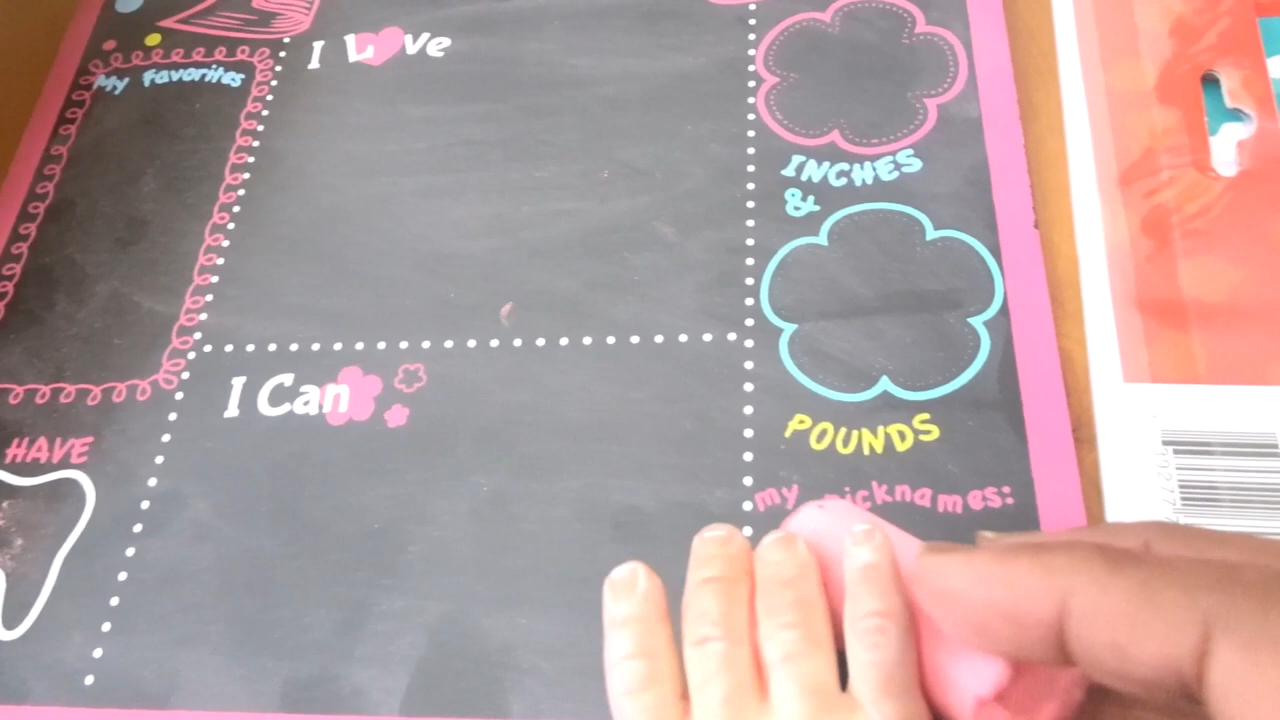 My Favorites
I Love
INCHES
&
POUNDS
I Can
HAVE
my nicknames: